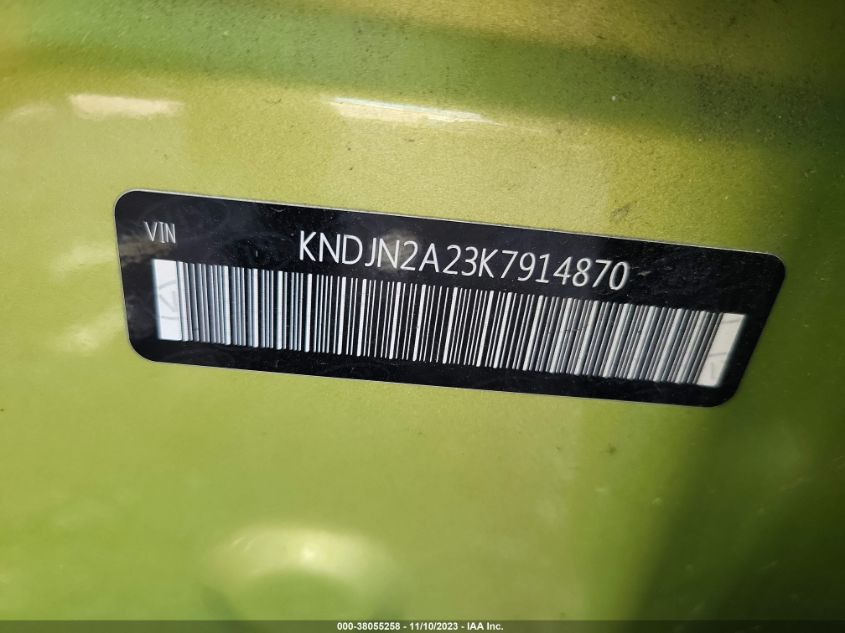 VIN
KNDJN2A23K7914870
000-38055258 - 11/10/2023 - © IAA Inc.